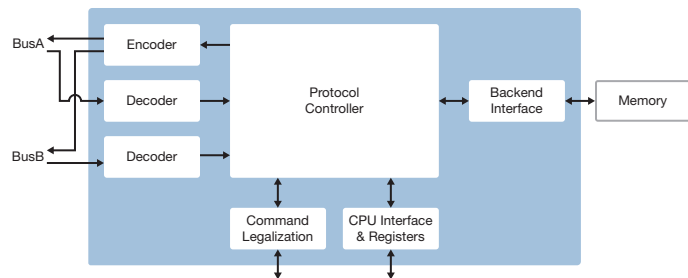 BusA
Encoder
Decoder
Protocol
Controller
Backend
Interface
Memory
BusB
Decoder
Command
Legalization
CPU Interface
& Registers